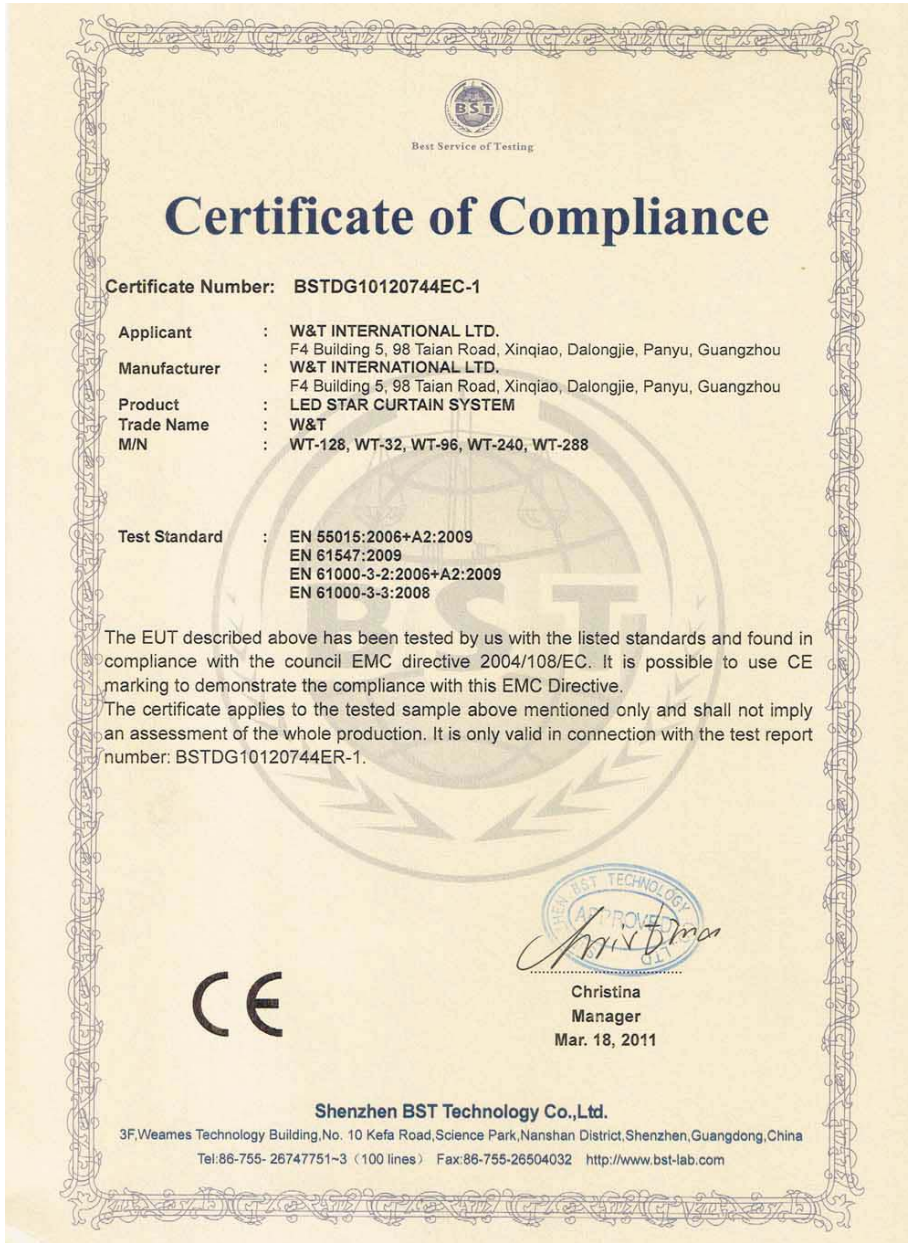 BST
Best Service of Testing
Certificate of Compliance
Certificate Number: BSTDG10120744EC-1
Applicant : W&T INTERNATIONAL LTD.
F4 Building 5, 98 Taian Road, Xinqiao, Dalongjie, Panyu, Guangzhou
Manufacturer : W&T INTERNATIONAL LTD.
F4 Building 5, 98 Taian Road, Xinqiao, Dalongjie, Panyu, Guangzhou
Product : LED STAR CURTAIN SYSTEM
Trade Name : W&T
M/N : WT-128, WT-32, WT-96, WT-240, WT-288
Test Standard : EN 55015:2006+A2:2009
EN 61547:2009
EN 61000-3-2:2006+A2:2009
EN 61000-3-3:2008
BST
The EUT described above has been tested by us with the listed standards and found in
compliance with the council EMC directive 2004/108/EC. It is possible to use CE
marking to demonstrate the compliance with this EMC Directive.
The certificate applies to the tested sample above mentioned only and shall not imply
an assessment of the whole production. It is only valid in connection with the test report
number: BSTDG10120744ER-1.
BST TECHNOLOGY
APPROVED
LTD
Christina
CE
Christina
Manager
Mar. 18, 2011
Shenzhen BST Technology Co.,Ltd.
3F,Weames Technology Building,No. 10 Kefa Road,Science Park,Nanshan District,Shenzhen,Guangdong,China
Tel:86-755- 26747751~3（100 lines） Fax:86-755-26504032 http://www.bst-lab.com